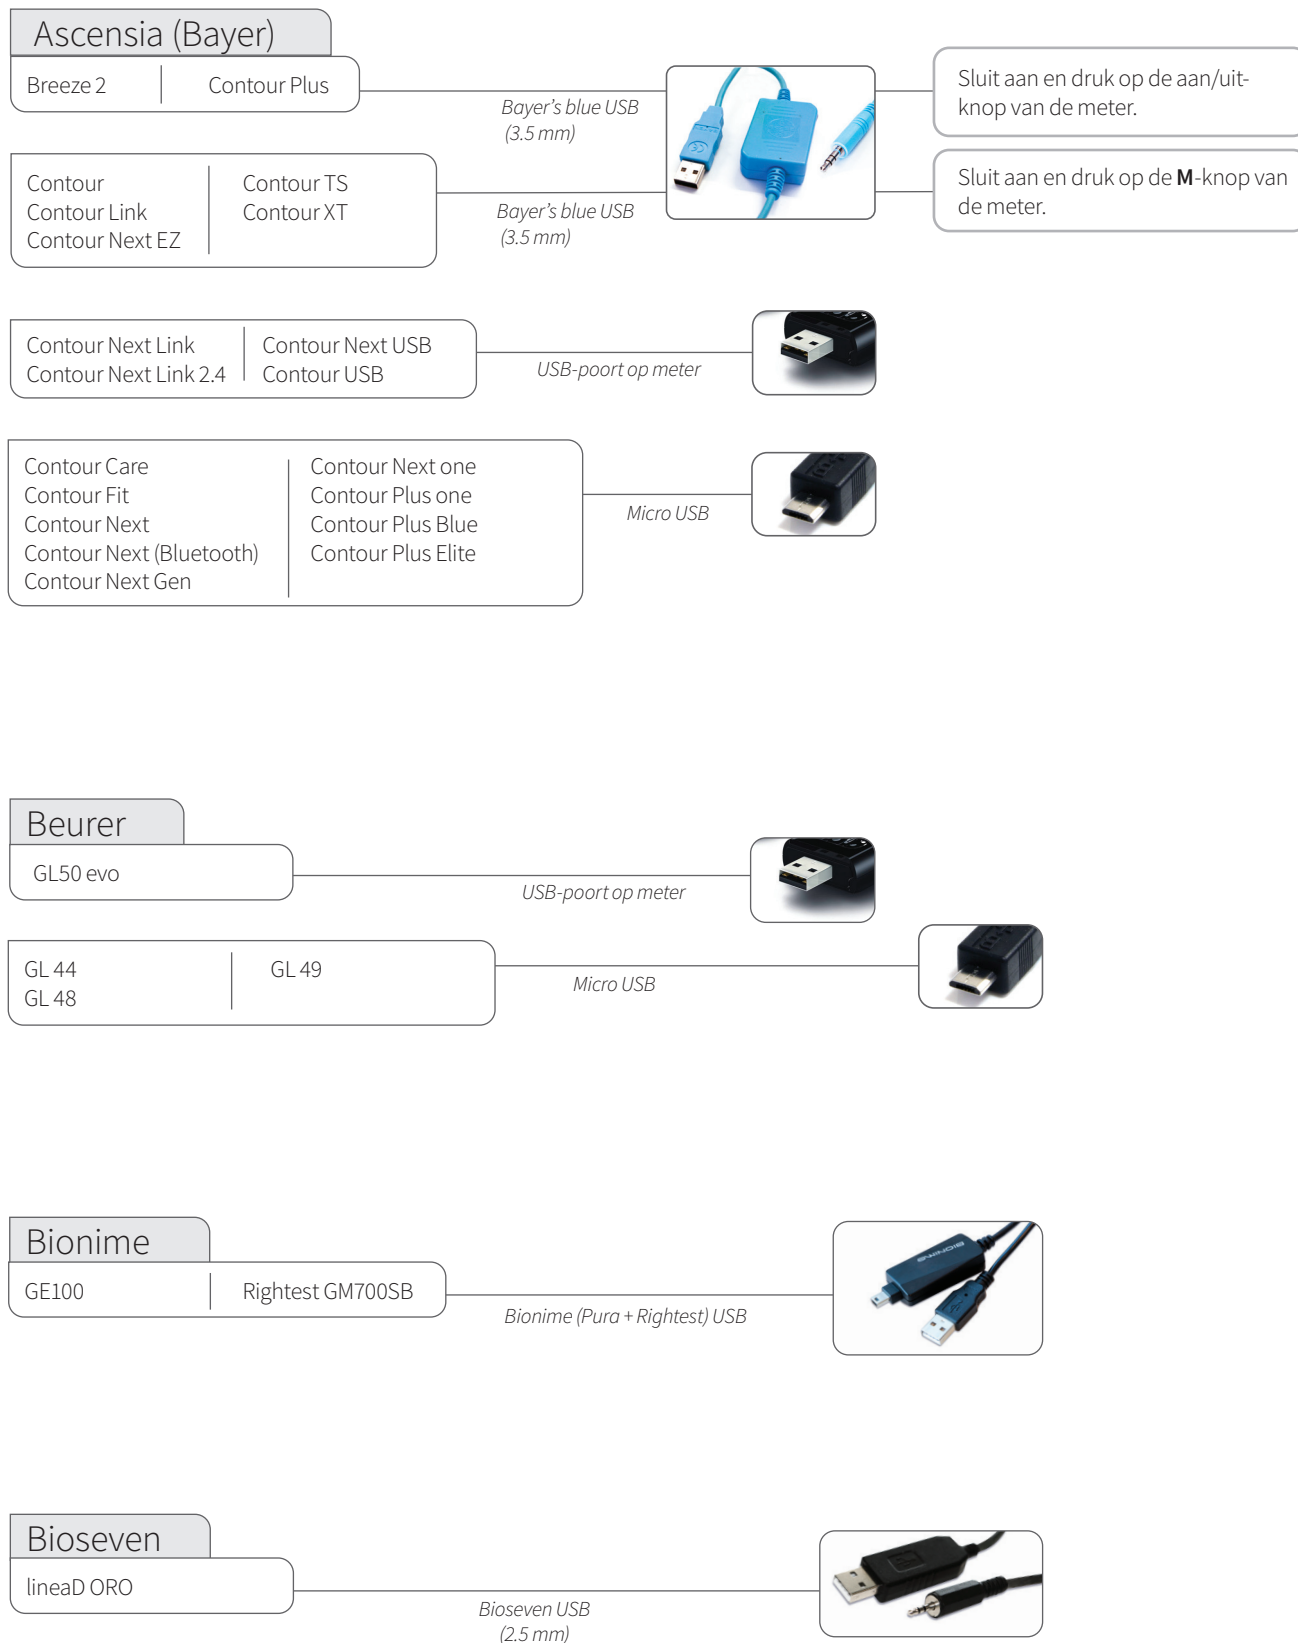 Ascensia (Bayer)
Breeze 2
Contour Plus
Bayer's blue USB
(3.5 mm)
Sluit aan en druk op de aan/uit-
knop van de meter.
Contour
Contour Link
Contour Next EZ
Contour TS
Contour XT
Bayer's blue USB
(3.5 mm)
Sluit aan en druk op de M-knop van
de meter.
Contour Next Link
Contour Next Link 2.4
Contour Next USB
Contour USB
USB-poort op meter
Contour Care
Contour Fit
Contour Next
Contour Next (Bluetooth)
Contour Next Gen
Contour Next one
Contour Plus one
Contour Plus Blue
Contour Plus Elite
Micro USB
Beurer
GL50 evo
USB-poort op meter
GL 44
GL 48
GL 49
Micro USB
Bionime
GE100
Rightest GM700SB
Bionime (Pura + Rightest) USB
BIONIME
Bioseven
lineaD ORO
Bioseven USB
(2.5 mm)